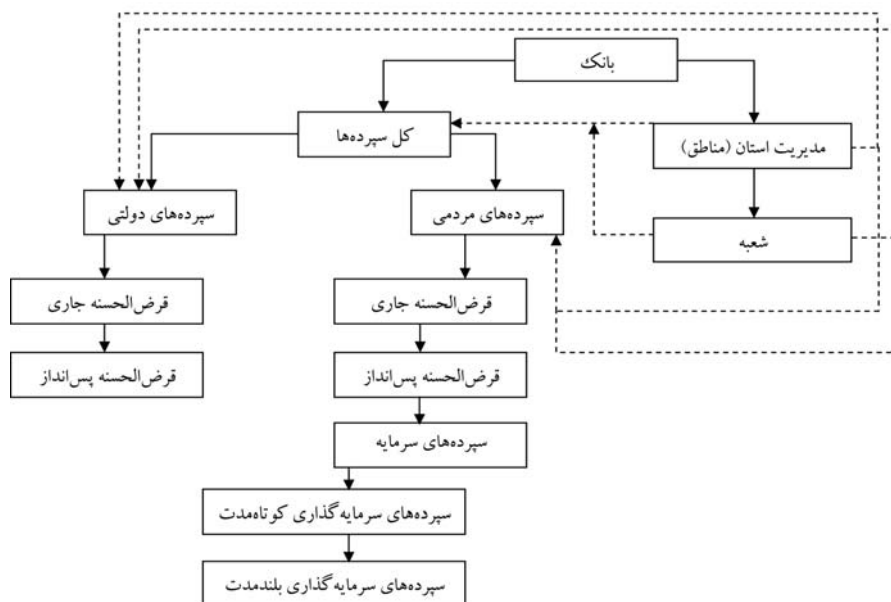 بانک
کل سپرده‌ها
مدیریت استان (مناطق)
سپرده‌های دولتی
سپرده‌های مردمی
شعبه
قرض‌الحسنه جاری
قرض‌الحسنه جاری
قرض‌الحسنه پس‌انداز
قرض‌الحسنه پس‌انداز
سپرده‌های سرمایه
سپرده‌های سرمایه‌گذاری کوتاه‌مدت
سپرده‌های سرمایه‌گذاری بلندمدت